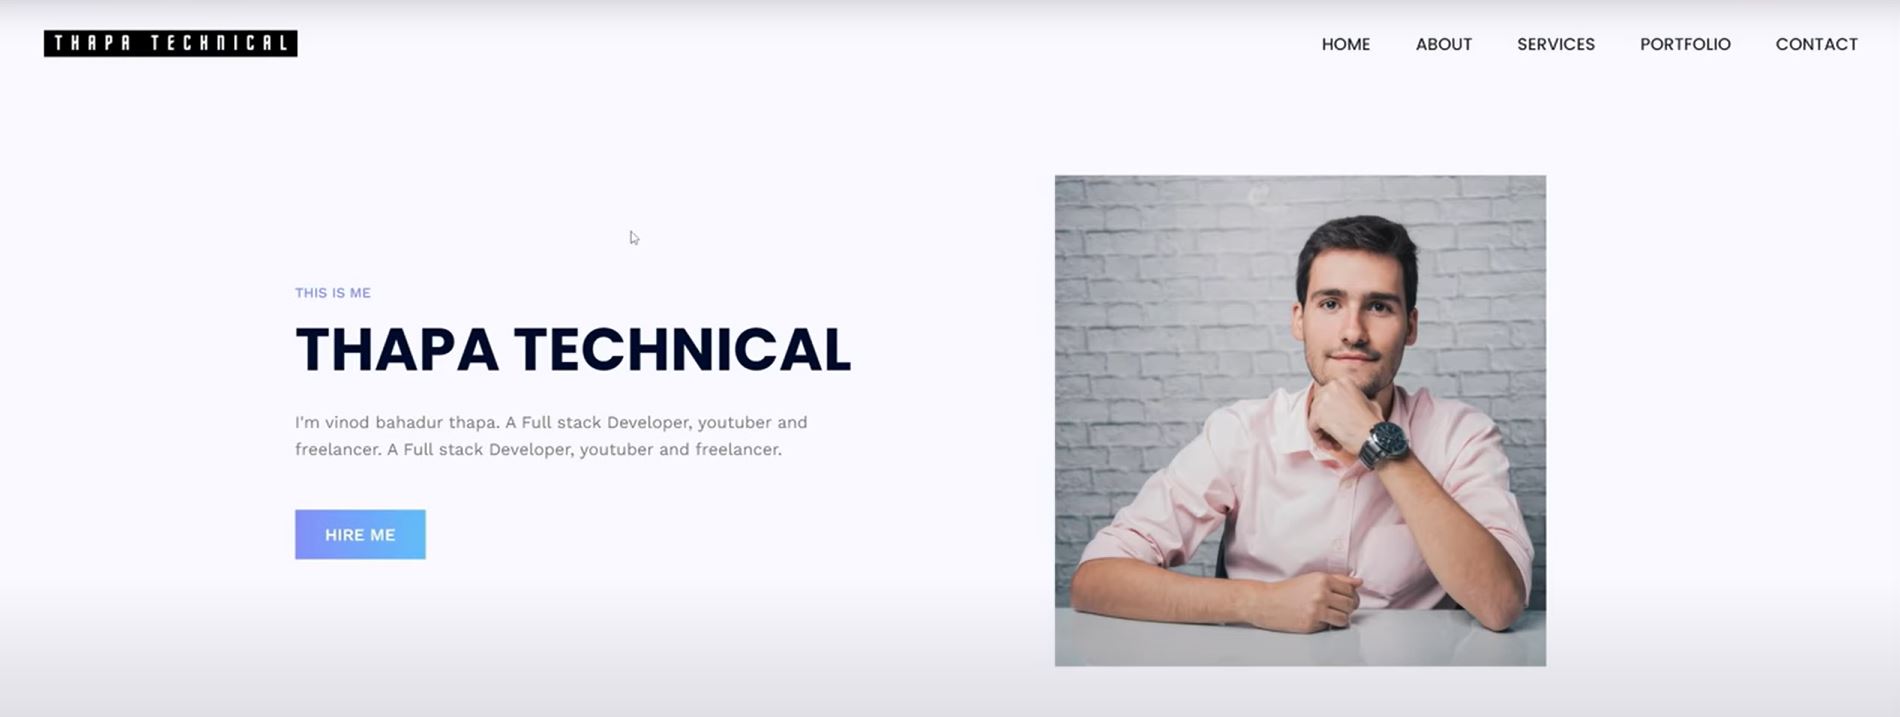 THAPA TECHNICAL
HOME ABOUT SERVICES PORTFOLIO CONTACT
THIS IS ME
THAPA TECHNICAL
I'm vinod bahadur thapa. A Full stack Developer, youtuber and
freelancer. A Full stack Developer, youtuber and freelancer.
HIRE ME